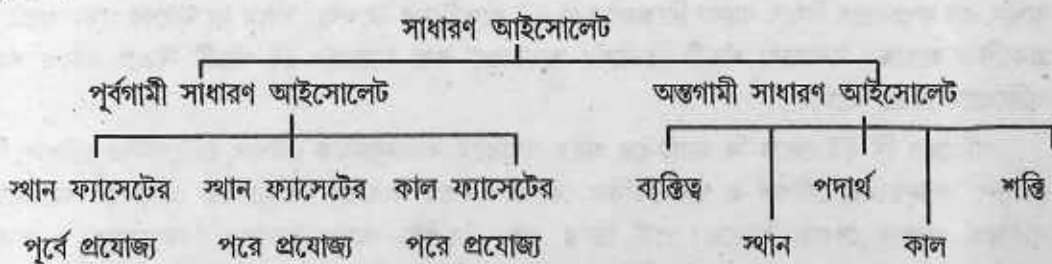 সাধারণ আইসোলেট
পূর্বগামী সাধারণ আইসোলেট অন্তগামী সাধারণ আইসোলেট
স্থান ফ্যাসেটের স্থান ফ্যাসেটের কাল ফ্যাসেটের ব্যক্তিত্ব পদার্থ শক্তি
পূর্বে প্রযোজ্য পরে প্রযোজ্য পরে প্রযোজ্য স্থান কাল